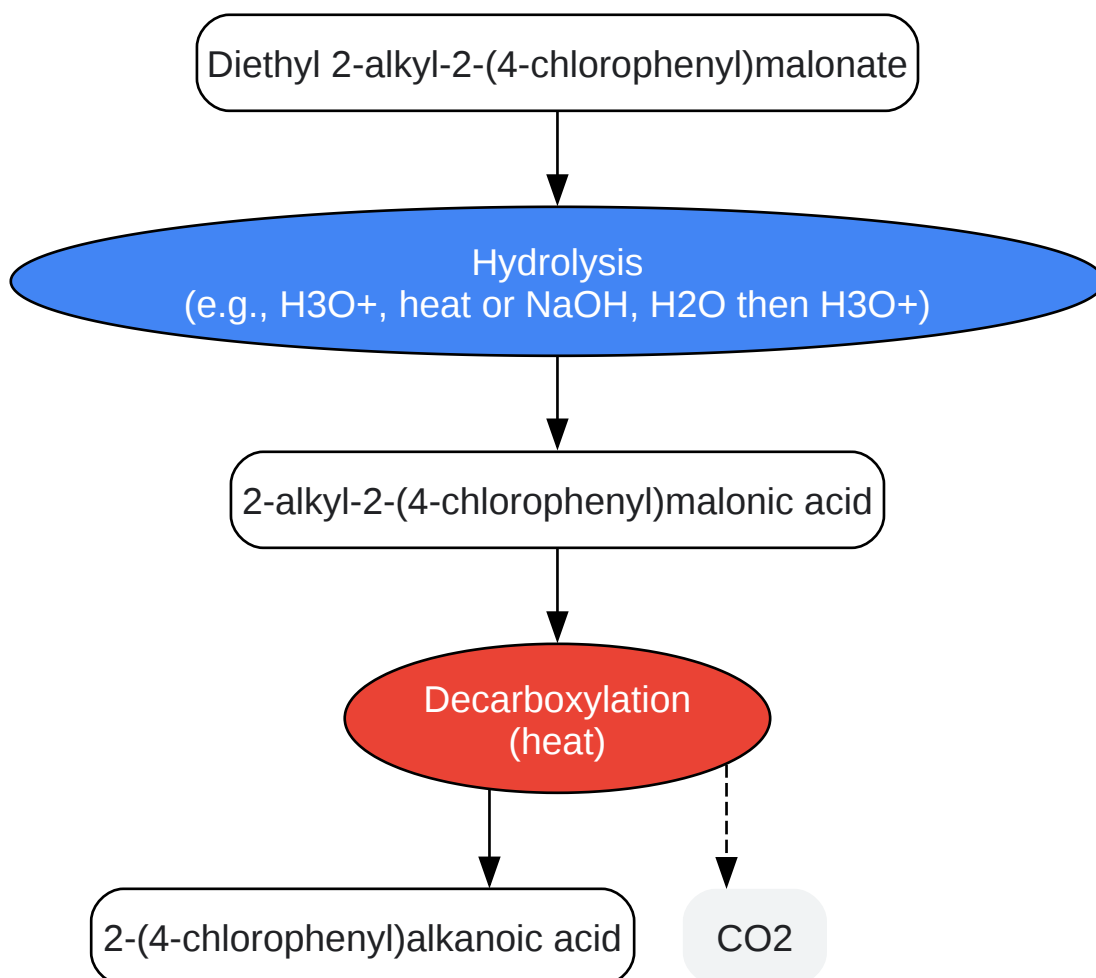 Diethyl 2-alkyl-2-(4-chlorophenyl)malonate
Hydrolysis
(e.g., H3O+, heat or NaOH, H2O then H3O+)
2-alkyl-2-(4-chlorophenyl)malonic acid
Decarboxylation
(heat)
2-(4-chlorophenyl)alkanoic acid
CO2